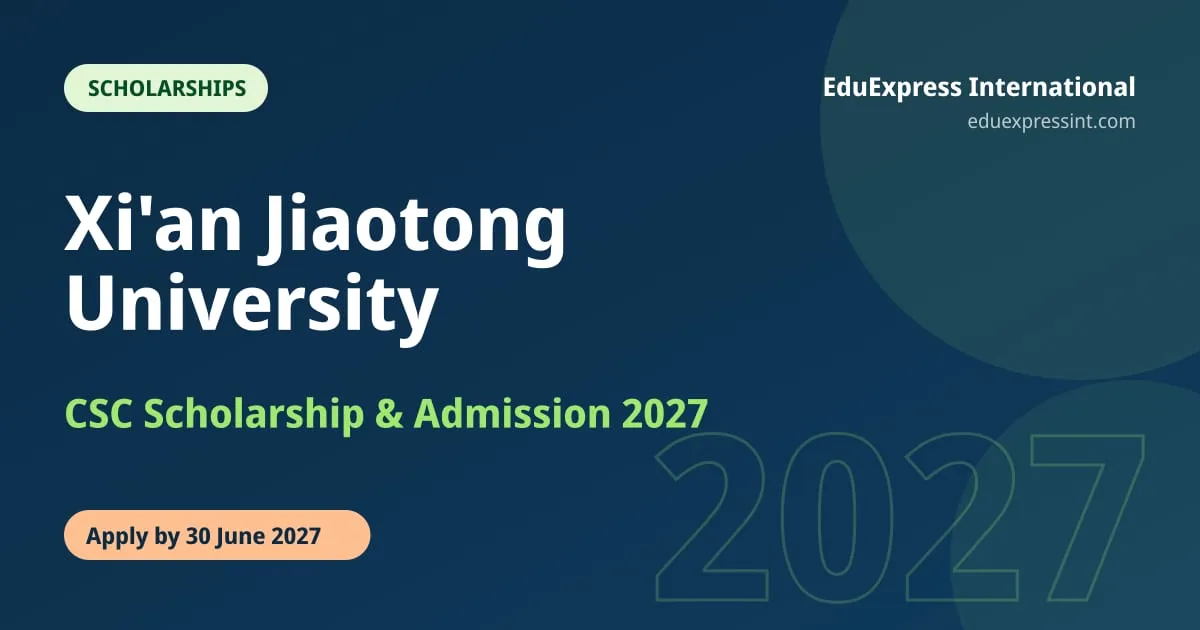 SCHOLARSHIPS
EduExpress International
eduexpressint.com
Xi'an Jiaotong
University
CSC Scholarship & Admission 2027
2027
Apply by 30 June 2027